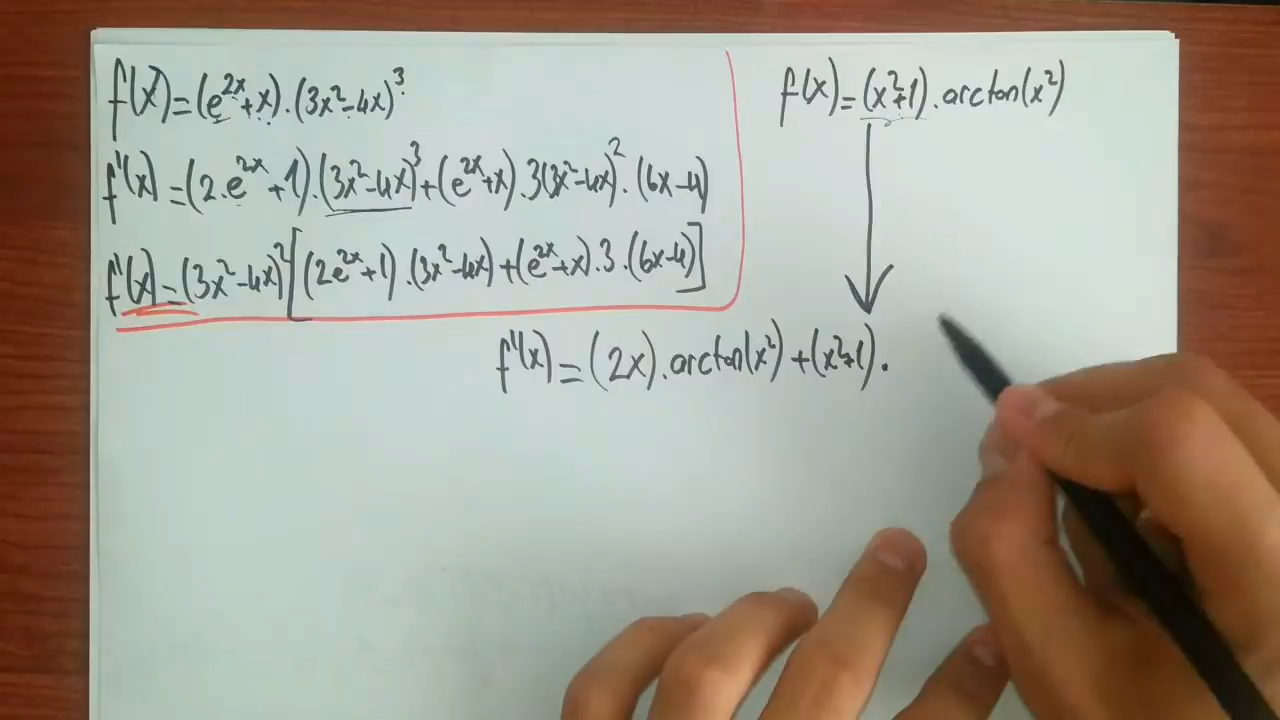 f(x)=(e^2x+x).(3x²-4x)³
f'(x)=(2.e^2x+1).(3x²-4x)³+(e^2x+x).3(3x²-4x)².(6x-4)
f'(x)=(3x²-4x)²[(2e^2x+1).(3x²-4x)+(e^2x+x).3.(6x-4)]
f(x)=(x²+1).arctan(x²)
f'(x)=(2x).arctan(x²)+(x²+1).